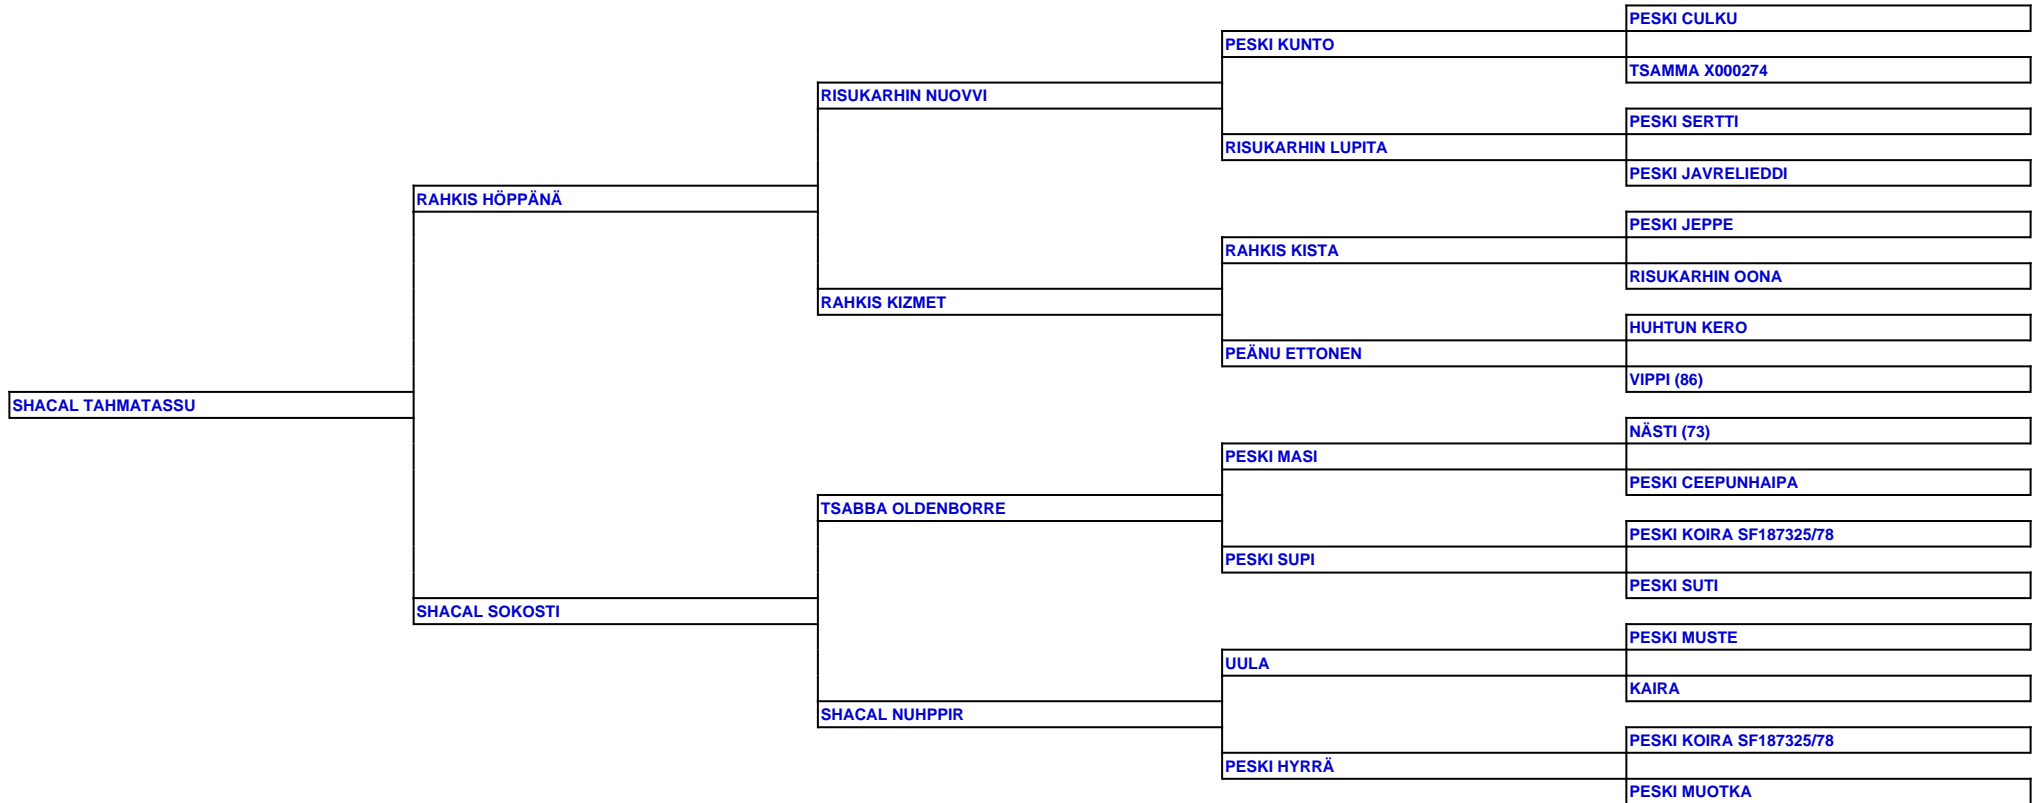 PESKI CULKU
PESKI KUNTO
TSAMMA X000274
RISUKARHIN NUOVVI
PESKI SERTTI
RISUKARHIN LUPITA
PESKI JAVRELIEDDI
RAHKIS HÖPPÄNÄ
PESKI JEPPE
RAHKIS KISTA
RISUKARHIN OONA
RAHKIS KIZMET
HUHTUN KERO
PEÄNU ETTONEN
VIPPI (86)
SHACAL TAHMATASSU
NÄSTI (73)
PESKI MASI
PESKI CEEPUNHAIPA
TSABBA OLDENBORRE
PESKI KOIRA SF187325/78
PESKI SUPI
PESKI SUTI
SHACAL SOKOSTI
PESKI MUSTE
UULA
KAIRA
SHACAL NUHPPIR
PESKI KOIRA SF187325/78
PESKI HYRRÄ
PESKI MUOTKA